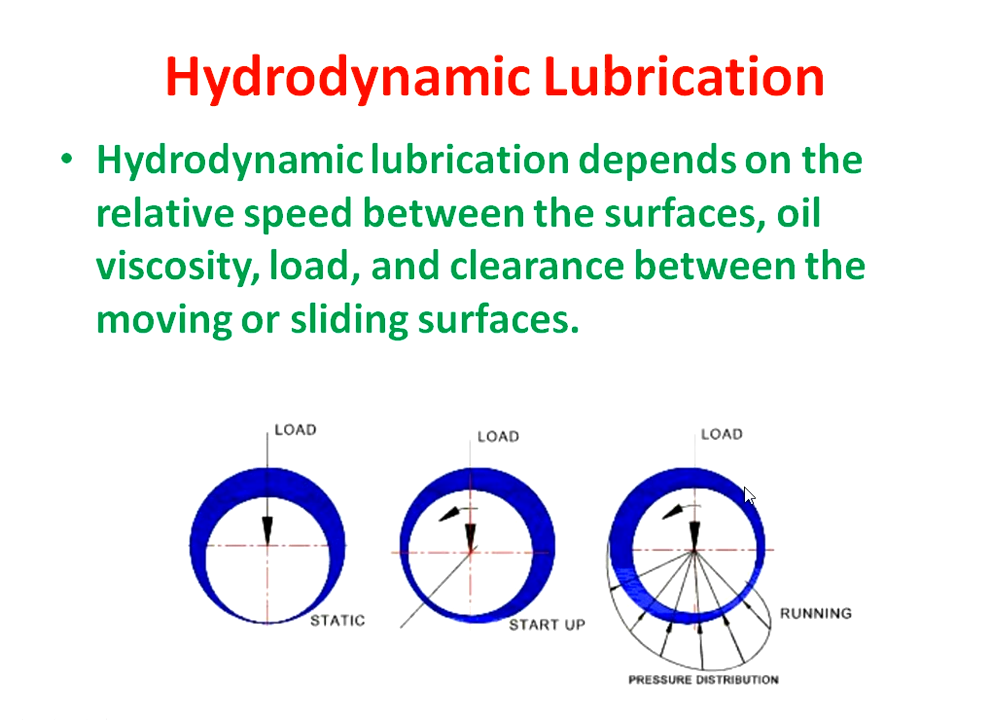 Hydrodynamic Lubrication
• Hydrodynamic lubrication depends on the
relative speed between the surfaces, oil
viscosity, load, and clearance between the
moving or sliding surfaces.
LOAD
LOAD
LOAD
STATIC
START UP
RUNNING
PRESSURE DISTRIBUTION